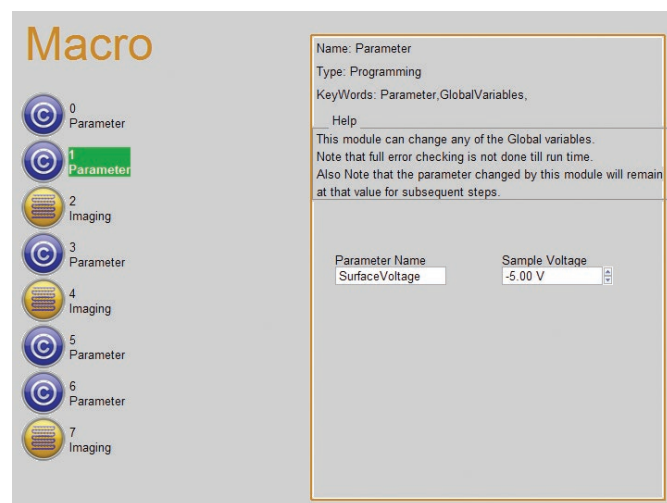 Macro
0
Parameter
1
Parameter
2
Imaging
3
Parameter
4
Imaging
5
Parameter
6
Parameter
7
Imaging
Name: Parameter
Type: Programming
KeyWords: Parameter,GlobalVariables,
Help
This module can change any of the Global variables.
Note that full error checking is not done till run time.
Also Note that the parameter changed by this module will remain
at that value for subsequent steps.
Parameter Name
SurfaceVoltage
Sample Voltage
-5.00 V